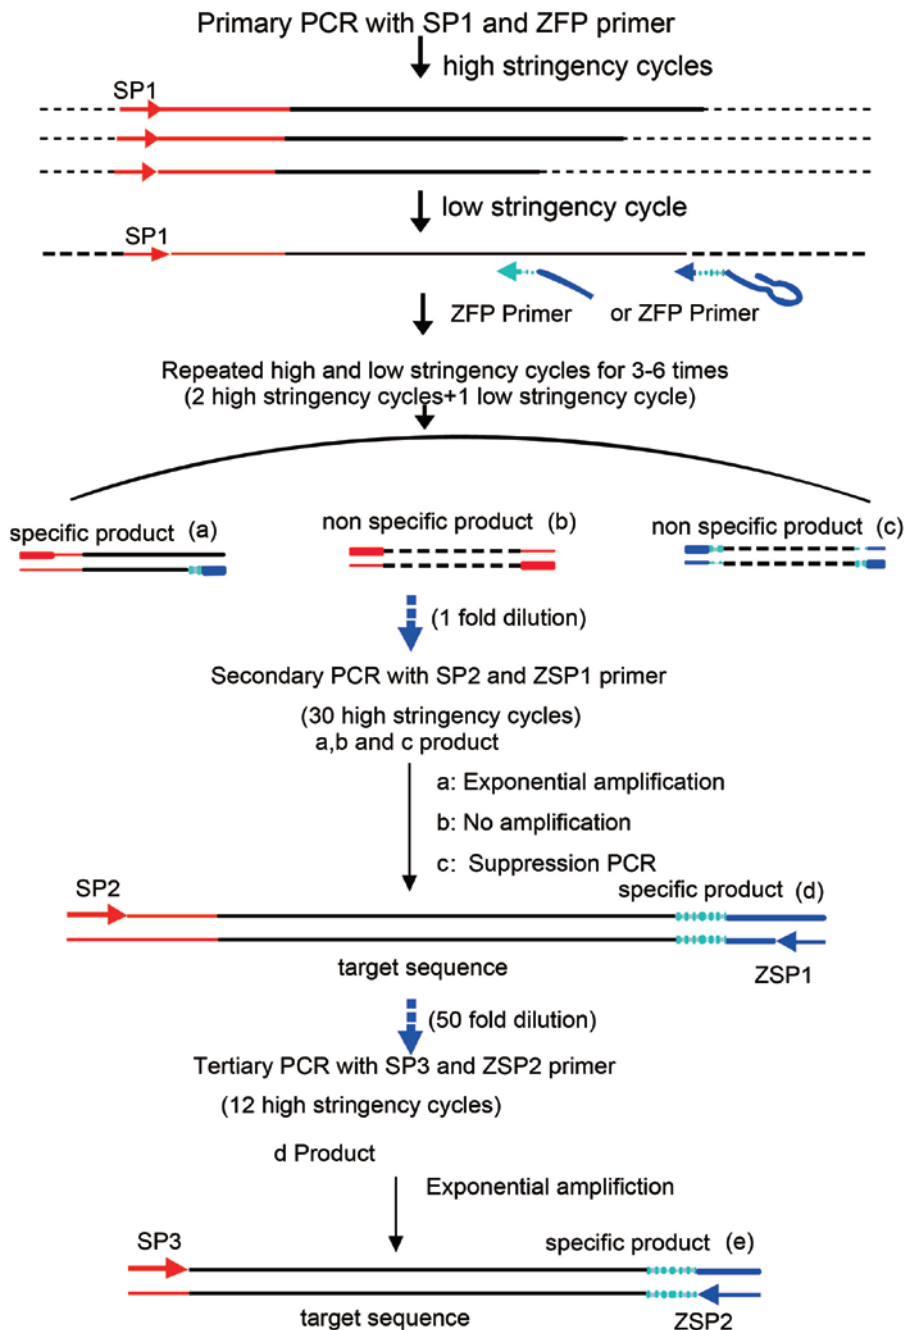 Primary PCR with SP1 and ZFP primer
high stringency cycles
SP1
low stringency cycle
SP1
ZFP Primer or ZFP Primer
Repeated high and low stringency cycles for 3-6 times
(2 high stringency cycles+1 low stringency cycle)
specific product (a)
non specific product (b)
non specific product (c)
(1 fold dilution)
Secondary PCR with SP2 and ZSP1 primer
(30 high stringency cycles)
a,b and c product
a: Exponential amplification
b: No amplification
c: Suppression PCR
SP2
specific product (d)
target sequence
ZSP1
(50 fold dilution)
Tertiary PCR with SP3 and ZSP2 primer
(12 high stringency cycles)
d Product
Exponential amplifiction
SP3
specific product (e)
target sequence
ZSP2